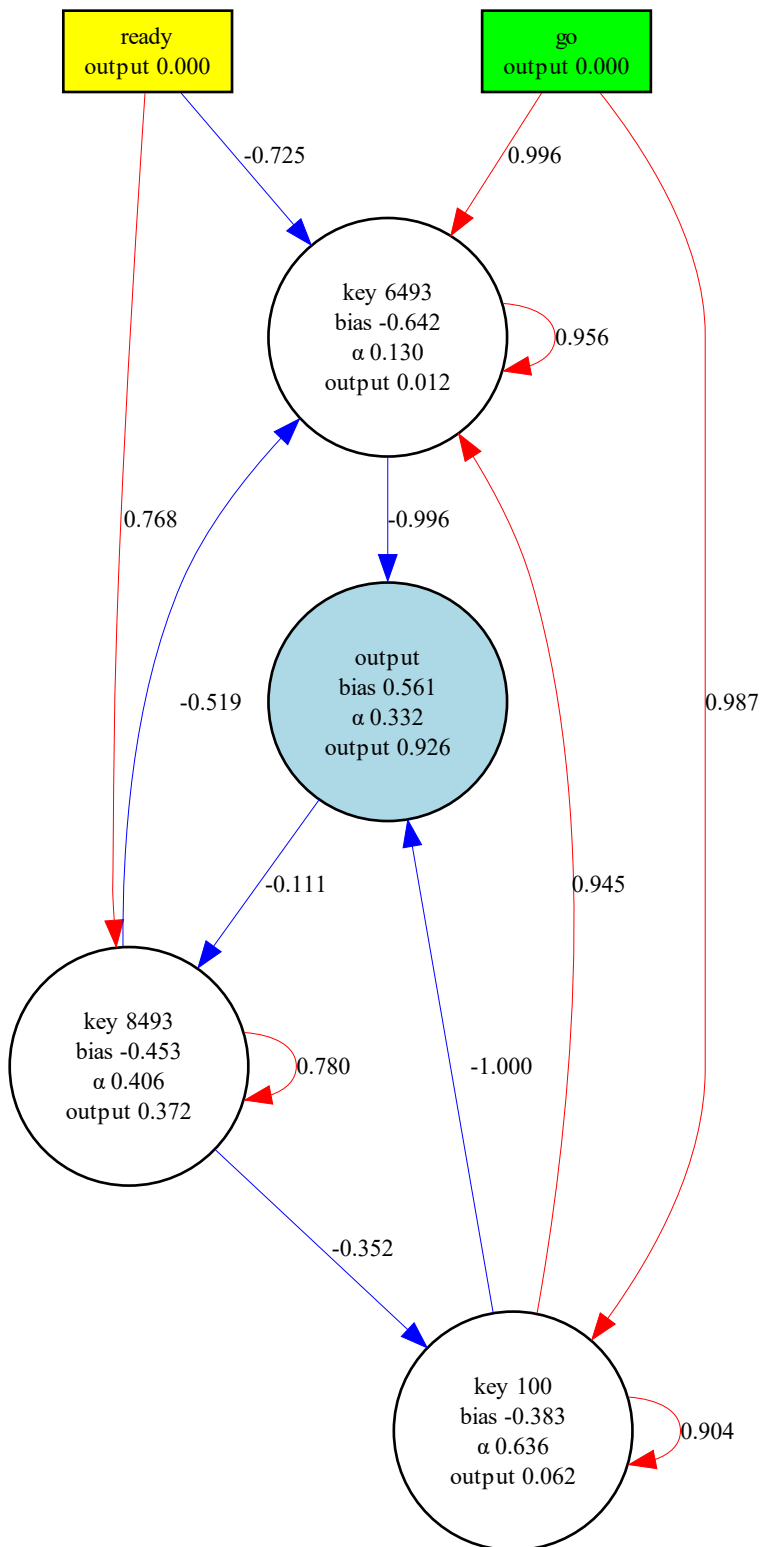 ready
output 0.000
go
output 0.000
-0.725
0.996
key 6493
bias -0.642
α 0.130
output 0.012
0.956
0.768
-0.996
-0.519
output
bias 0.561
α 0.332
output 0.926
0.987
-0.111
0.945
key 8493
bias -0.453
α 0.406
output 0.372
0.780
-1.000
-0.352
key 100
bias -0.383
α 0.636
output 0.062
0.904